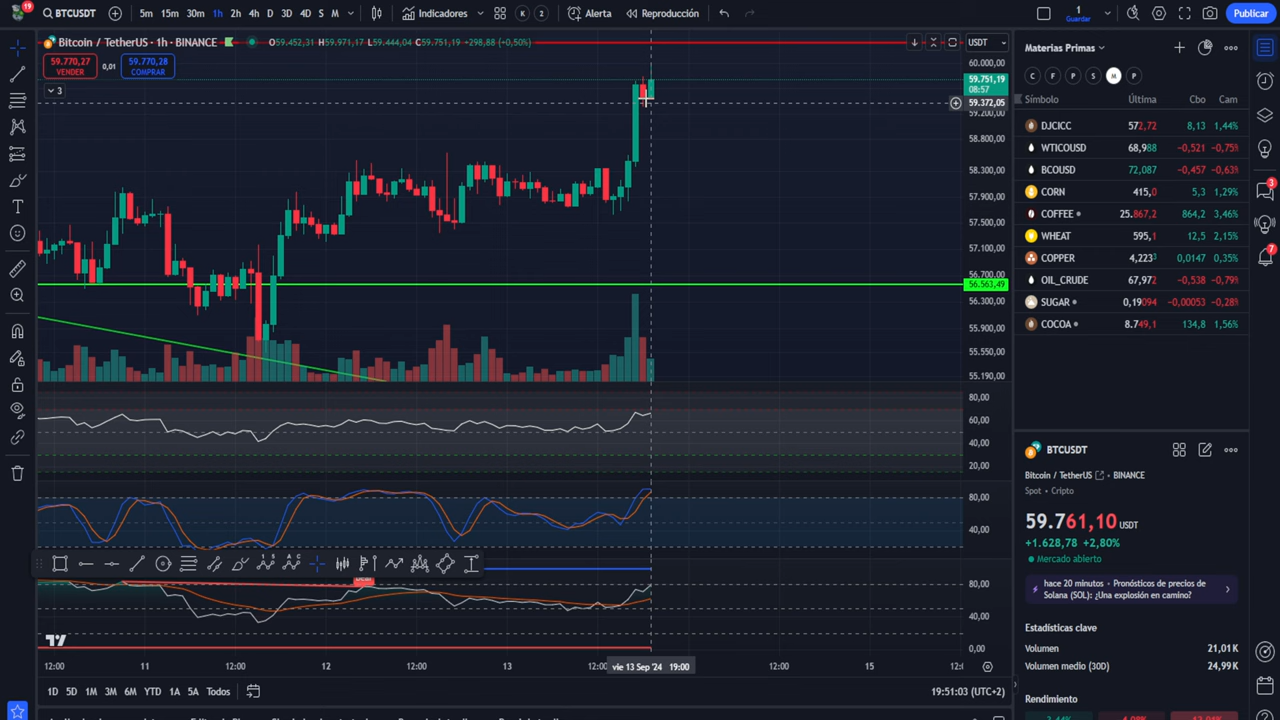 19
BTCUSDT
5m 15m 30m 1h 2h 4h D 3D 4D S M
Indicadores
K 2
Alerta
Reproducción
1
Guardar
Publicar
Bitcoin / TetherUS · 1h · BINANCE
O59.452,31 H59.971,17 L59.444,04 C59.751,19 +298,88 (+0,50%)
59.770,27
VENDER
0,01
59.770,28
COMPRAR
3
USDT
60.000,00
59.751,19
08:57
59.372,05
59.200,00
58.800,00
58.300,00
57.900,00
57.500,00
57.100,00
56.700,00
56.563,49
56.300,00
55.900,00
55.550,00
55.190,00
80,00
60,00
40,00
20,00
80,00
40,00
80,00
40,00
0,00
12:00 11 12:00 12 12:00 13 12:00 vie 13 Sep '24 19:00 12:00 15
1D 5D 1M 3M 6M YTD 1A 5A Todos
19:51:03 (UTC+2)
Materias Primas
C F P S M P
Símbolo Última Cbo Cam
DJCICC 572,72 8,13 1,44%
WTICOUSD 68,988 −0,521 −0,75%
BCOUSD 72,087 −0,457 −0,63%
CORN 415,0 5,3 1,29%
COFFEE 25.867,2 864,2 3,46%
WHEAT 595,1 12,5 2,15%
COPPER 4,223³ 0,0147 0,35%
OIL_CRUDE 67,972 −0,538 −0,79%
SUGAR 0,19094 −0,00053 −0,28%
COCOA 8.749,1 134,8 1,56%
3
7
BTCUSDT
Bitcoin / TetherUS · BINANCE
Spot · Cripto
59.761,10 USDT
+1.628,78 +2,80%
Mercado abierto
hace 20 minutos · Pronósticos de precios de
Solana (SOL): ¿Una explosión en camino?
Estadísticas clave
Volumen 21,01 K
Volumen medio (30D) 24,99 K
Rendimiento